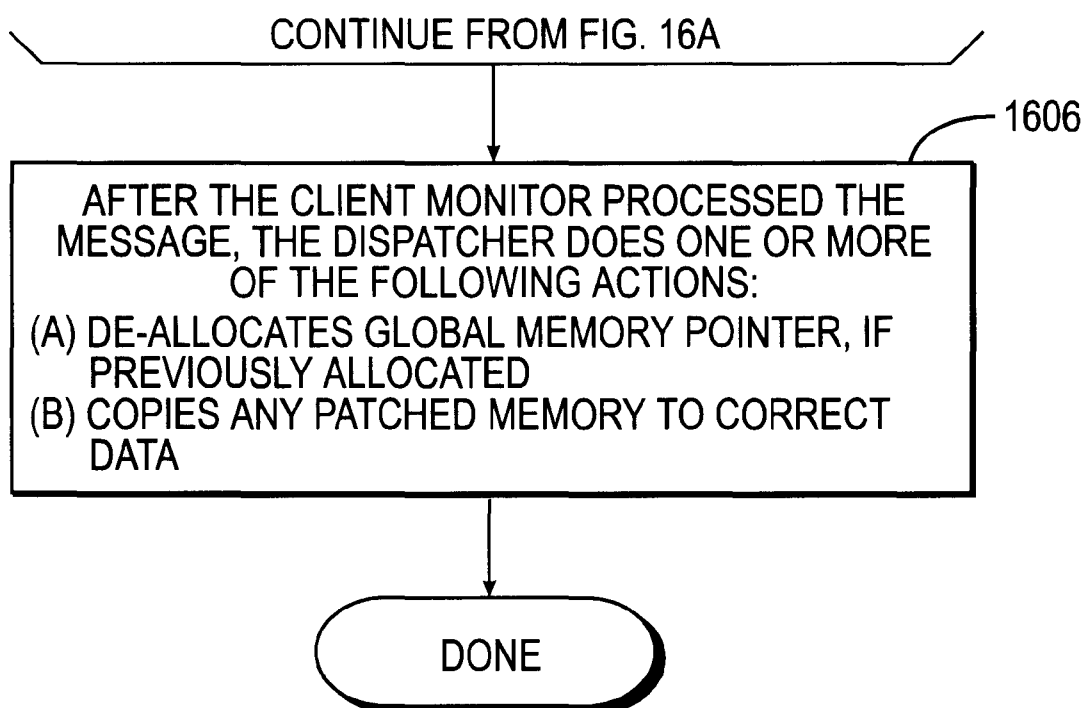 CONTINUE FROM FIG. 16A
1606
AFTER THE CLIENT MONITOR PROCESSED THE
MESSAGE, THE DISPATCHER DOES ONE OR MORE
OF THE FOLLOWING ACTIONS:
(A) DE-ALLOCATES GLOBAL MEMORY POINTER, IF
PREVIOUSLY ALLOCATED
(B) COPIES ANY PATCHED MEMORY TO CORRECT
DATA
DONE